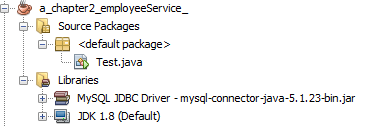 a_chapter2_employeeService_
Source Packages
<default package>
Test.java
Libraries
MySQL JDBC Driver - mysql-connector-java-5.1.23-bin.jar
JDK 1.8 (Default)